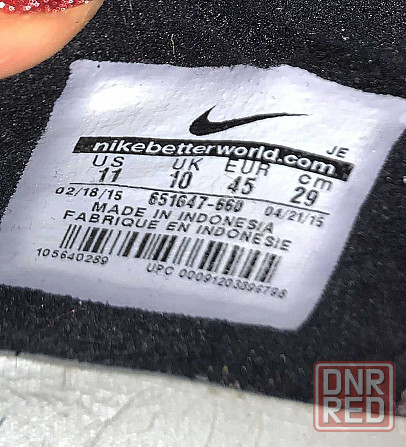 JE
nikebetterworld.com
US UK EUR cm
11 10 45 29
02/18/15 651647-660 04/21/15
MADE IN INDONESIA
FABRIQUE EN INDONESIE
105640289
UPC 00091203896798
DNR
RED